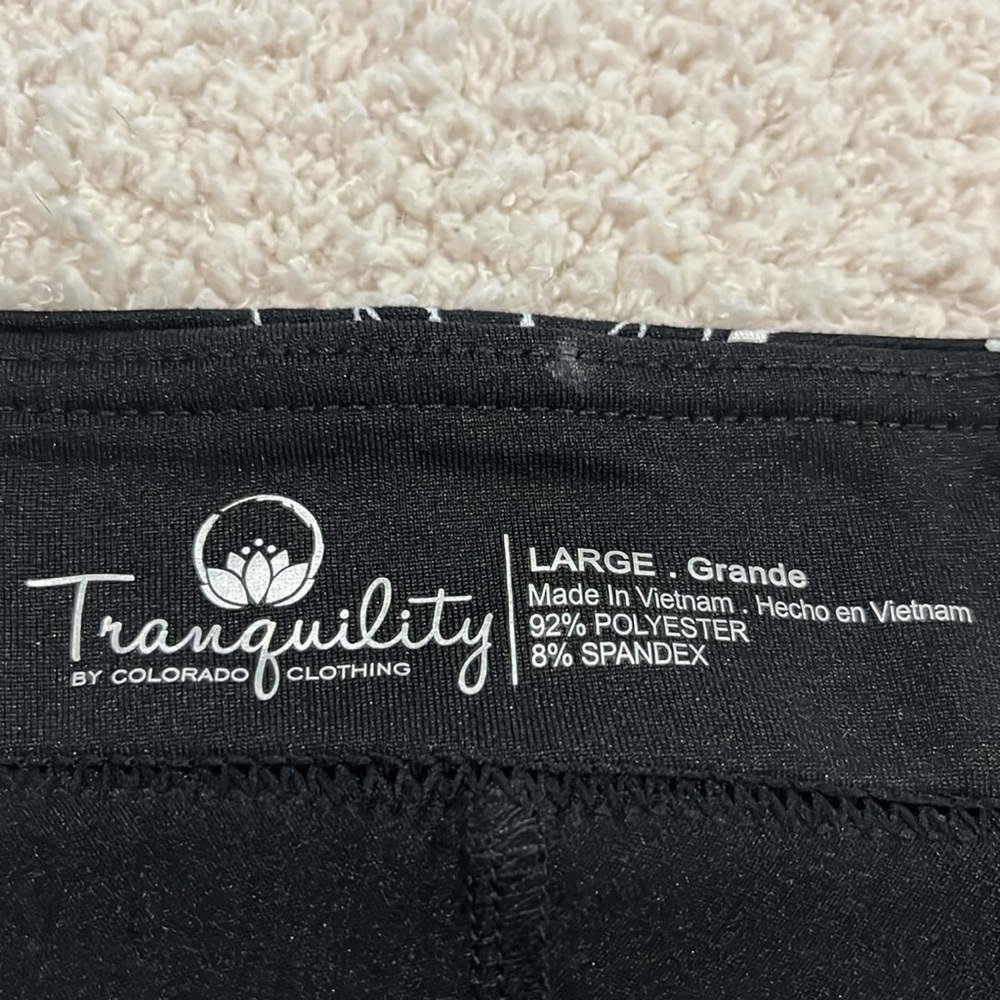 Tranquility
BY COLORADO CLOTHING
LARGE . Grande
Made In Vietnam . Hecho en Vietnam
92% POLYESTER
8% SPANDEX